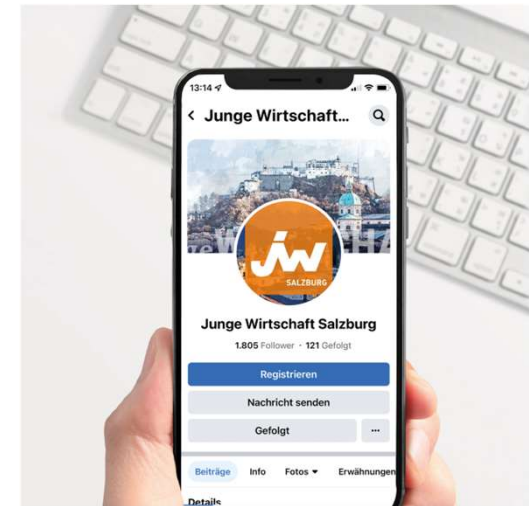 13:14
Junge Wirtschaft...
JW
SALZBURG
Junge Wirtschaft Salzburg
1.805 Follower · 121 Gefolgt
Registrieren
Nachricht senden
Gefolgt ...
Beiträge Info Fotos Erwähnungen
Details